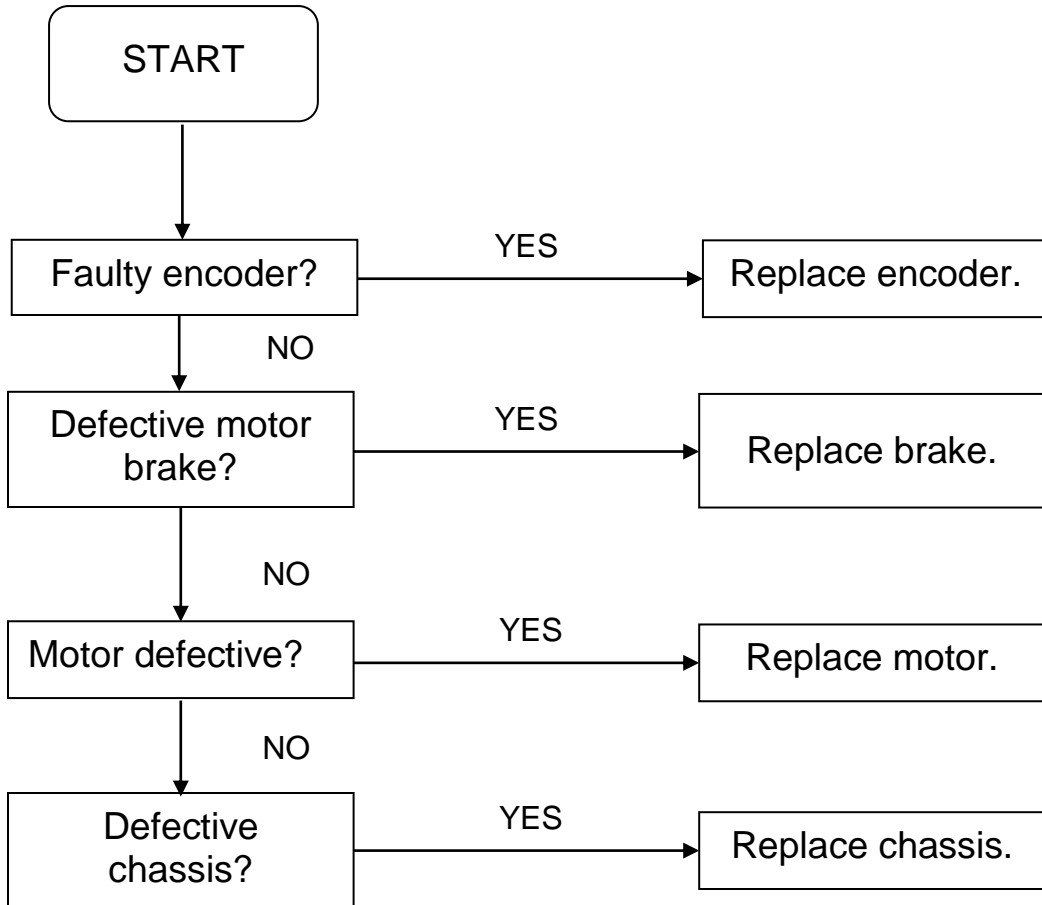 START
Faulty encoder?
YES
Replace encoder.
NO
Defective motor
brake?
YES
Replace brake.
NO
Motor defective?
YES
Replace motor.
NO
Defective
chassis?
YES
Replace chassis.